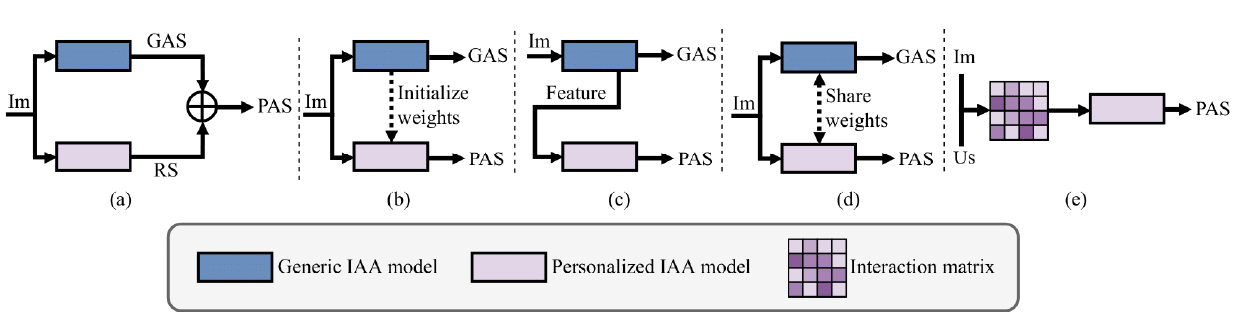 Im
GAS
RS
PAS
(a)
Im
GAS
Initialize
weights
PAS
(b)
Im
GAS
Feature
PAS
(c)
Im
GAS
Share
weights
PAS
(d)
Im
Us
PAS
(e)
Generic IAA model
Personalized IAA model
Interaction matrix